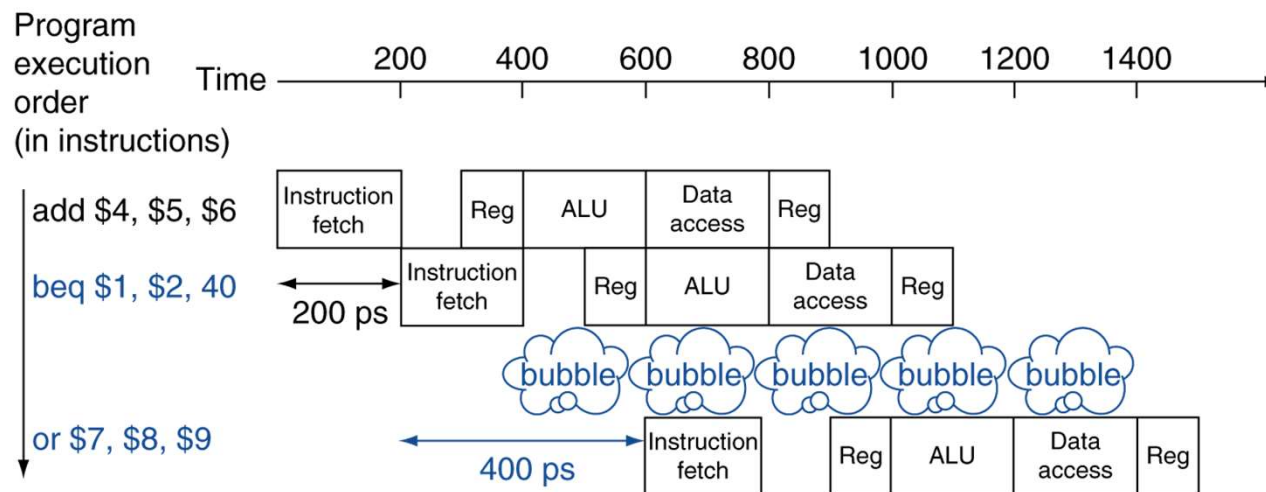 Program
execution
order
(in instructions)
Time
200 400 600 800 1000 1200 1400
add $4, $5, $6
Instruction
fetch
Reg
ALU
Data
access
Reg
beq $1, $2, 40
200 ps
Instruction
fetch
Reg
ALU
Data
access
Reg
bubble bubble bubble bubble bubble
or $7, $8, $9
400 ps
Instruction
fetch
Reg
ALU
Data
access
Reg